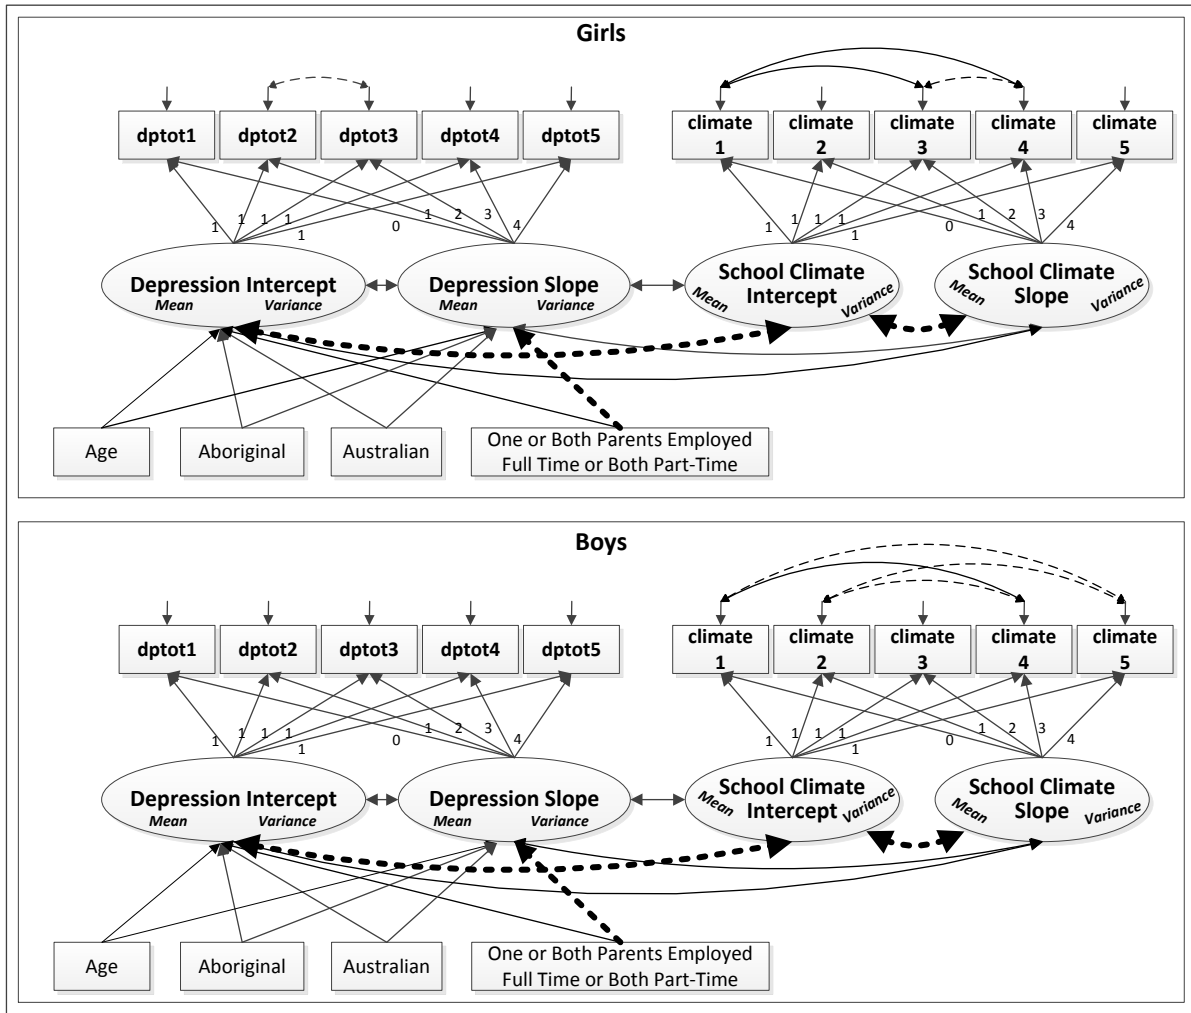 Girls
dptot1 dptot2 dptot3 dptot4 dptot5 climate climate climate climate climate
1 2 3 4 5
1 1 1 1 1 0 1 2 3 4 1 1 1 1 1 0 1 2 3 4
Depression Intercept Depression Slope School Climate School Climate
Mean Variance Mean Variance Mean Intercept Variance Mean Slope Variance
Age Aboriginal Australian One or Both Parents Employed
Full Time or Both Part-Time
Boys
dptot1 dptot2 dptot3 dptot4 dptot5 climate climate climate climate climate
1 2 3 4 5
1 1 1 1 1 0 1 2 3 4 1 1 1 1 1 0 1 2 3 4
Depression Intercept Depression Slope School Climate School Climate
Mean Variance Mean Variance Mean Intercept Variance Mean Slope Variance
Age Aboriginal Australian One or Both Parents Employed
Full Time or Both Part-Time